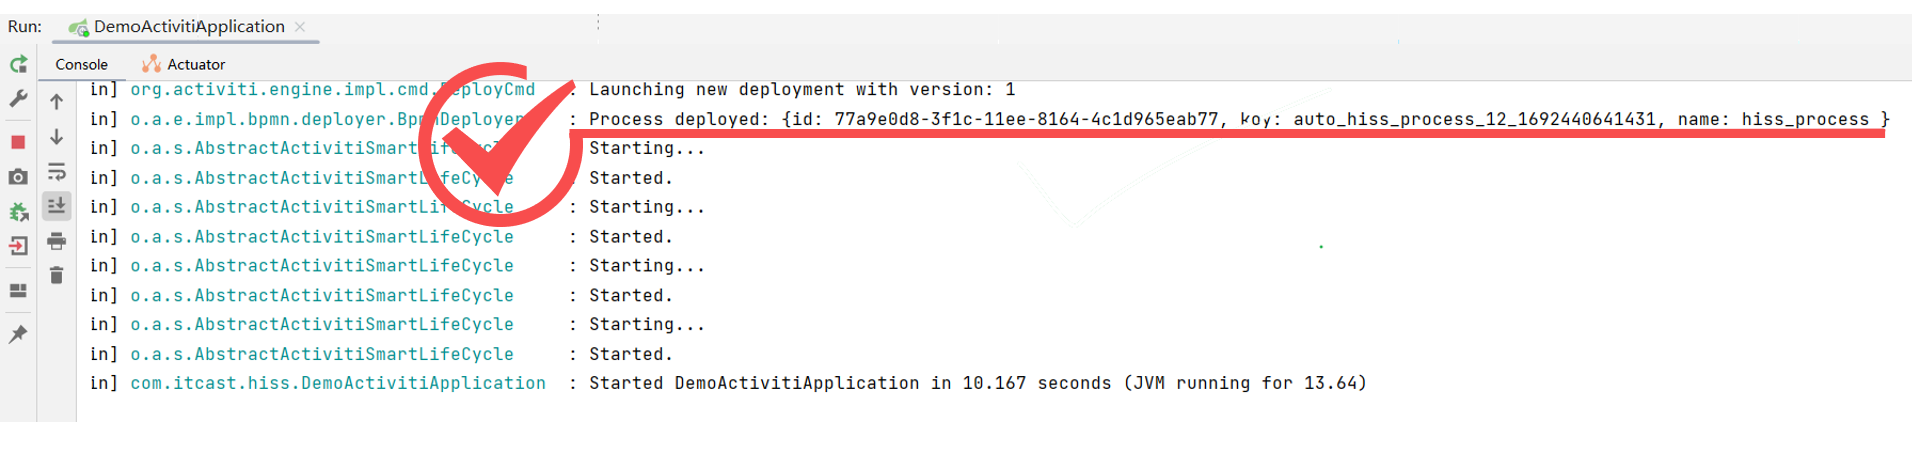 Run: DemoActivitiApplication
Console Actuator
in] org.activiti.engine.impl.cmd.DeployCmd : Launching new deployment with version: 1
in] o.a.e.impl.bpmn.deployer.BpmnDeployer : Process deployed: {id: 77a9e0d8-3f1c-11ee-8164-4c1d965eab77, key: auto_hiss_process_12_1692440641431, name: hiss_process }
in] o.a.s.AbstractActivitiSmartLifeCycle : Starting...
in] o.a.s.AbstractActivitiSmartLifeCycle : Started.
in] o.a.s.AbstractActivitiSmartLifeCycle : Starting...
in] o.a.s.AbstractActivitiSmartLifeCycle : Started.
in] o.a.s.AbstractActivitiSmartLifeCycle : Starting...
in] o.a.s.AbstractActivitiSmartLifeCycle : Started.
in] o.a.s.AbstractActivitiSmartLifeCycle : Starting...
in] o.a.s.AbstractActivitiSmartLifeCycle : Started.
in] com.itcast.hiss.DemoActivitiApplication : Started DemoActivitiApplication in 10.167 seconds (JVM running for 13.64)